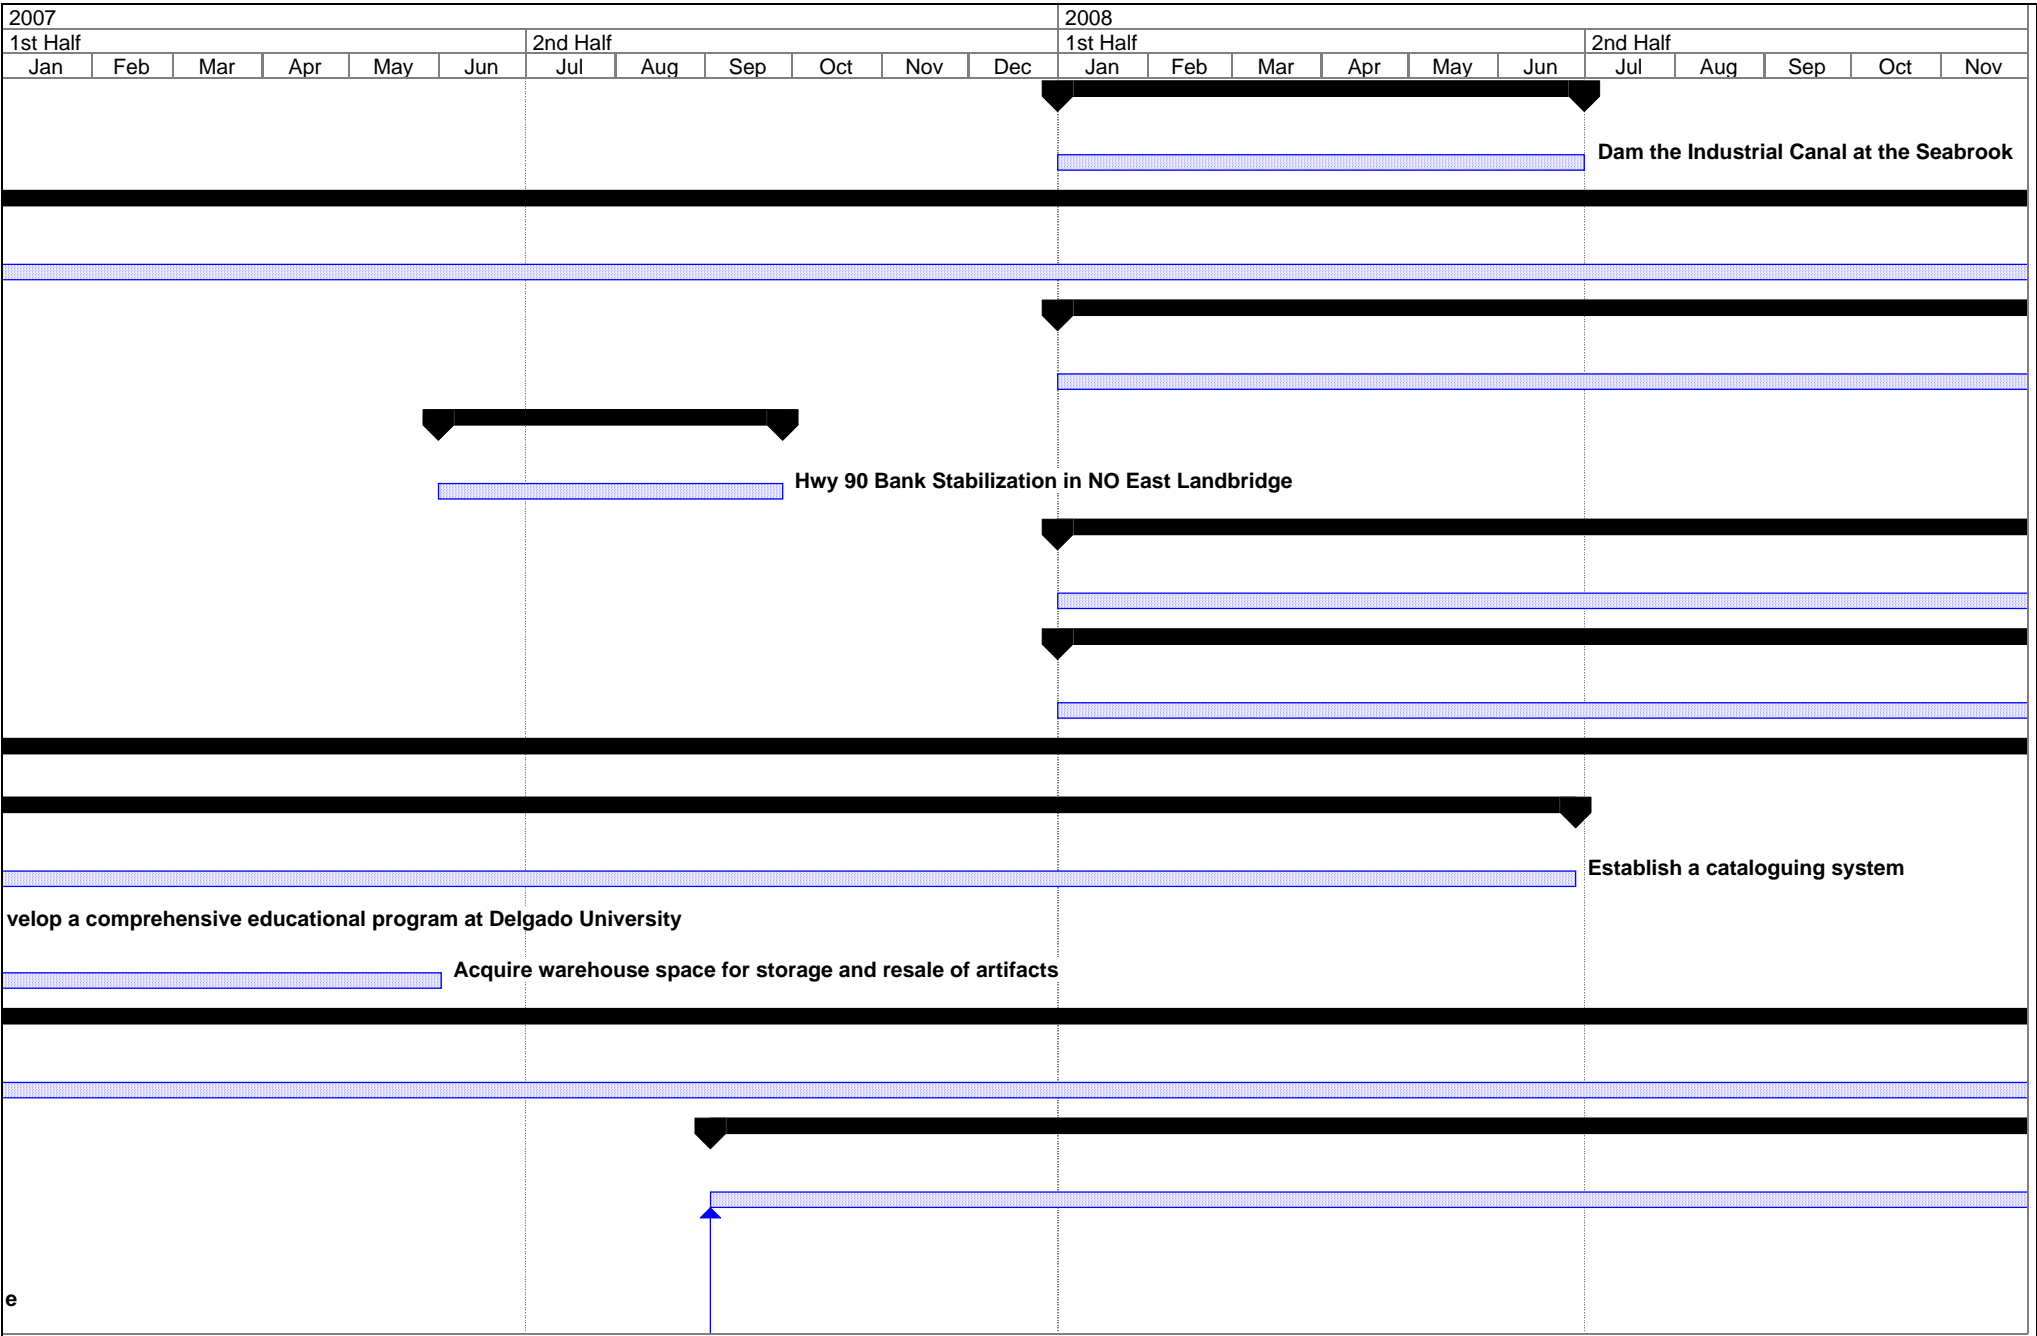 2007 2008
1st Half 2nd Half 1st Half 2nd Half
Jan Feb Mar Apr May Jun Jul Aug Sep Oct Nov Dec Jan Feb Mar Apr May Jun Jul Aug Sep Oct Nov
Dam the Industrial Canal at the Seabrook
Hwy 90 Bank Stabilization in NO East Landbridge
Establish a cataloguing system
velop a comprehensive educational program at Delgado University
Acquire warehouse space for storage and resale of artifacts
e